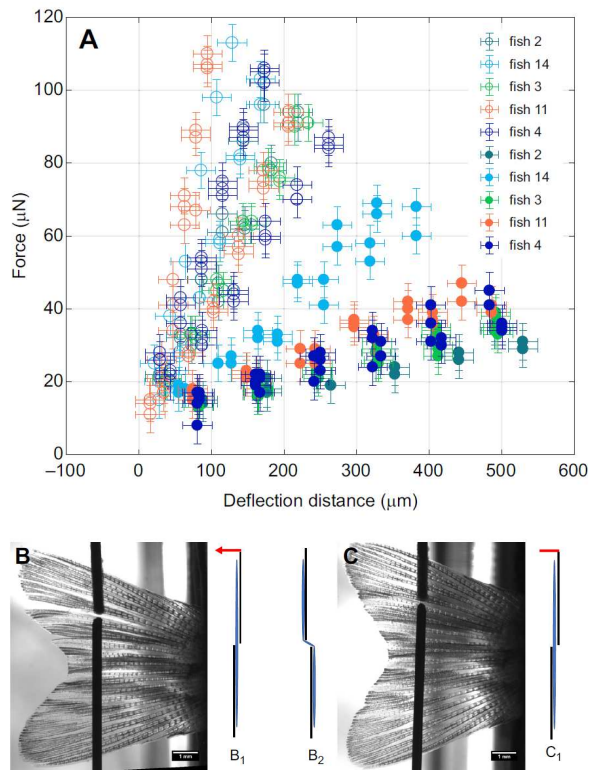 A
120
100
80
60
40
20
0
Force (μN)
–100
0
100
200
300
400
500
600
Deflection distance (μm)
fish 2
fish 14
fish 3
fish 11
fish 4
fish 2
fish 14
fish 3
fish 11
fish 4
B
1 mm
B1
B2
C
1 mm
C1